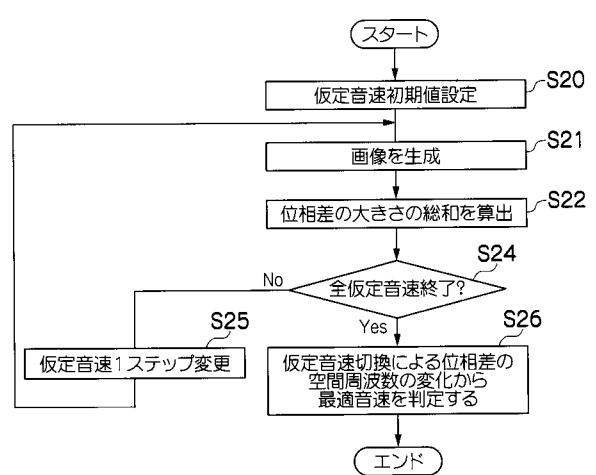 スタート
S20
仮定音速初期値設定
S21
画像を生成
S22
位相差の大きさの総和を算出
S24
全仮定音速終了?
No
Yes
S25
仮定音速1ステップ変更
S26
仮定音速切換による位相差の
空間周波数の変化から
最適音速を判定する
エンド